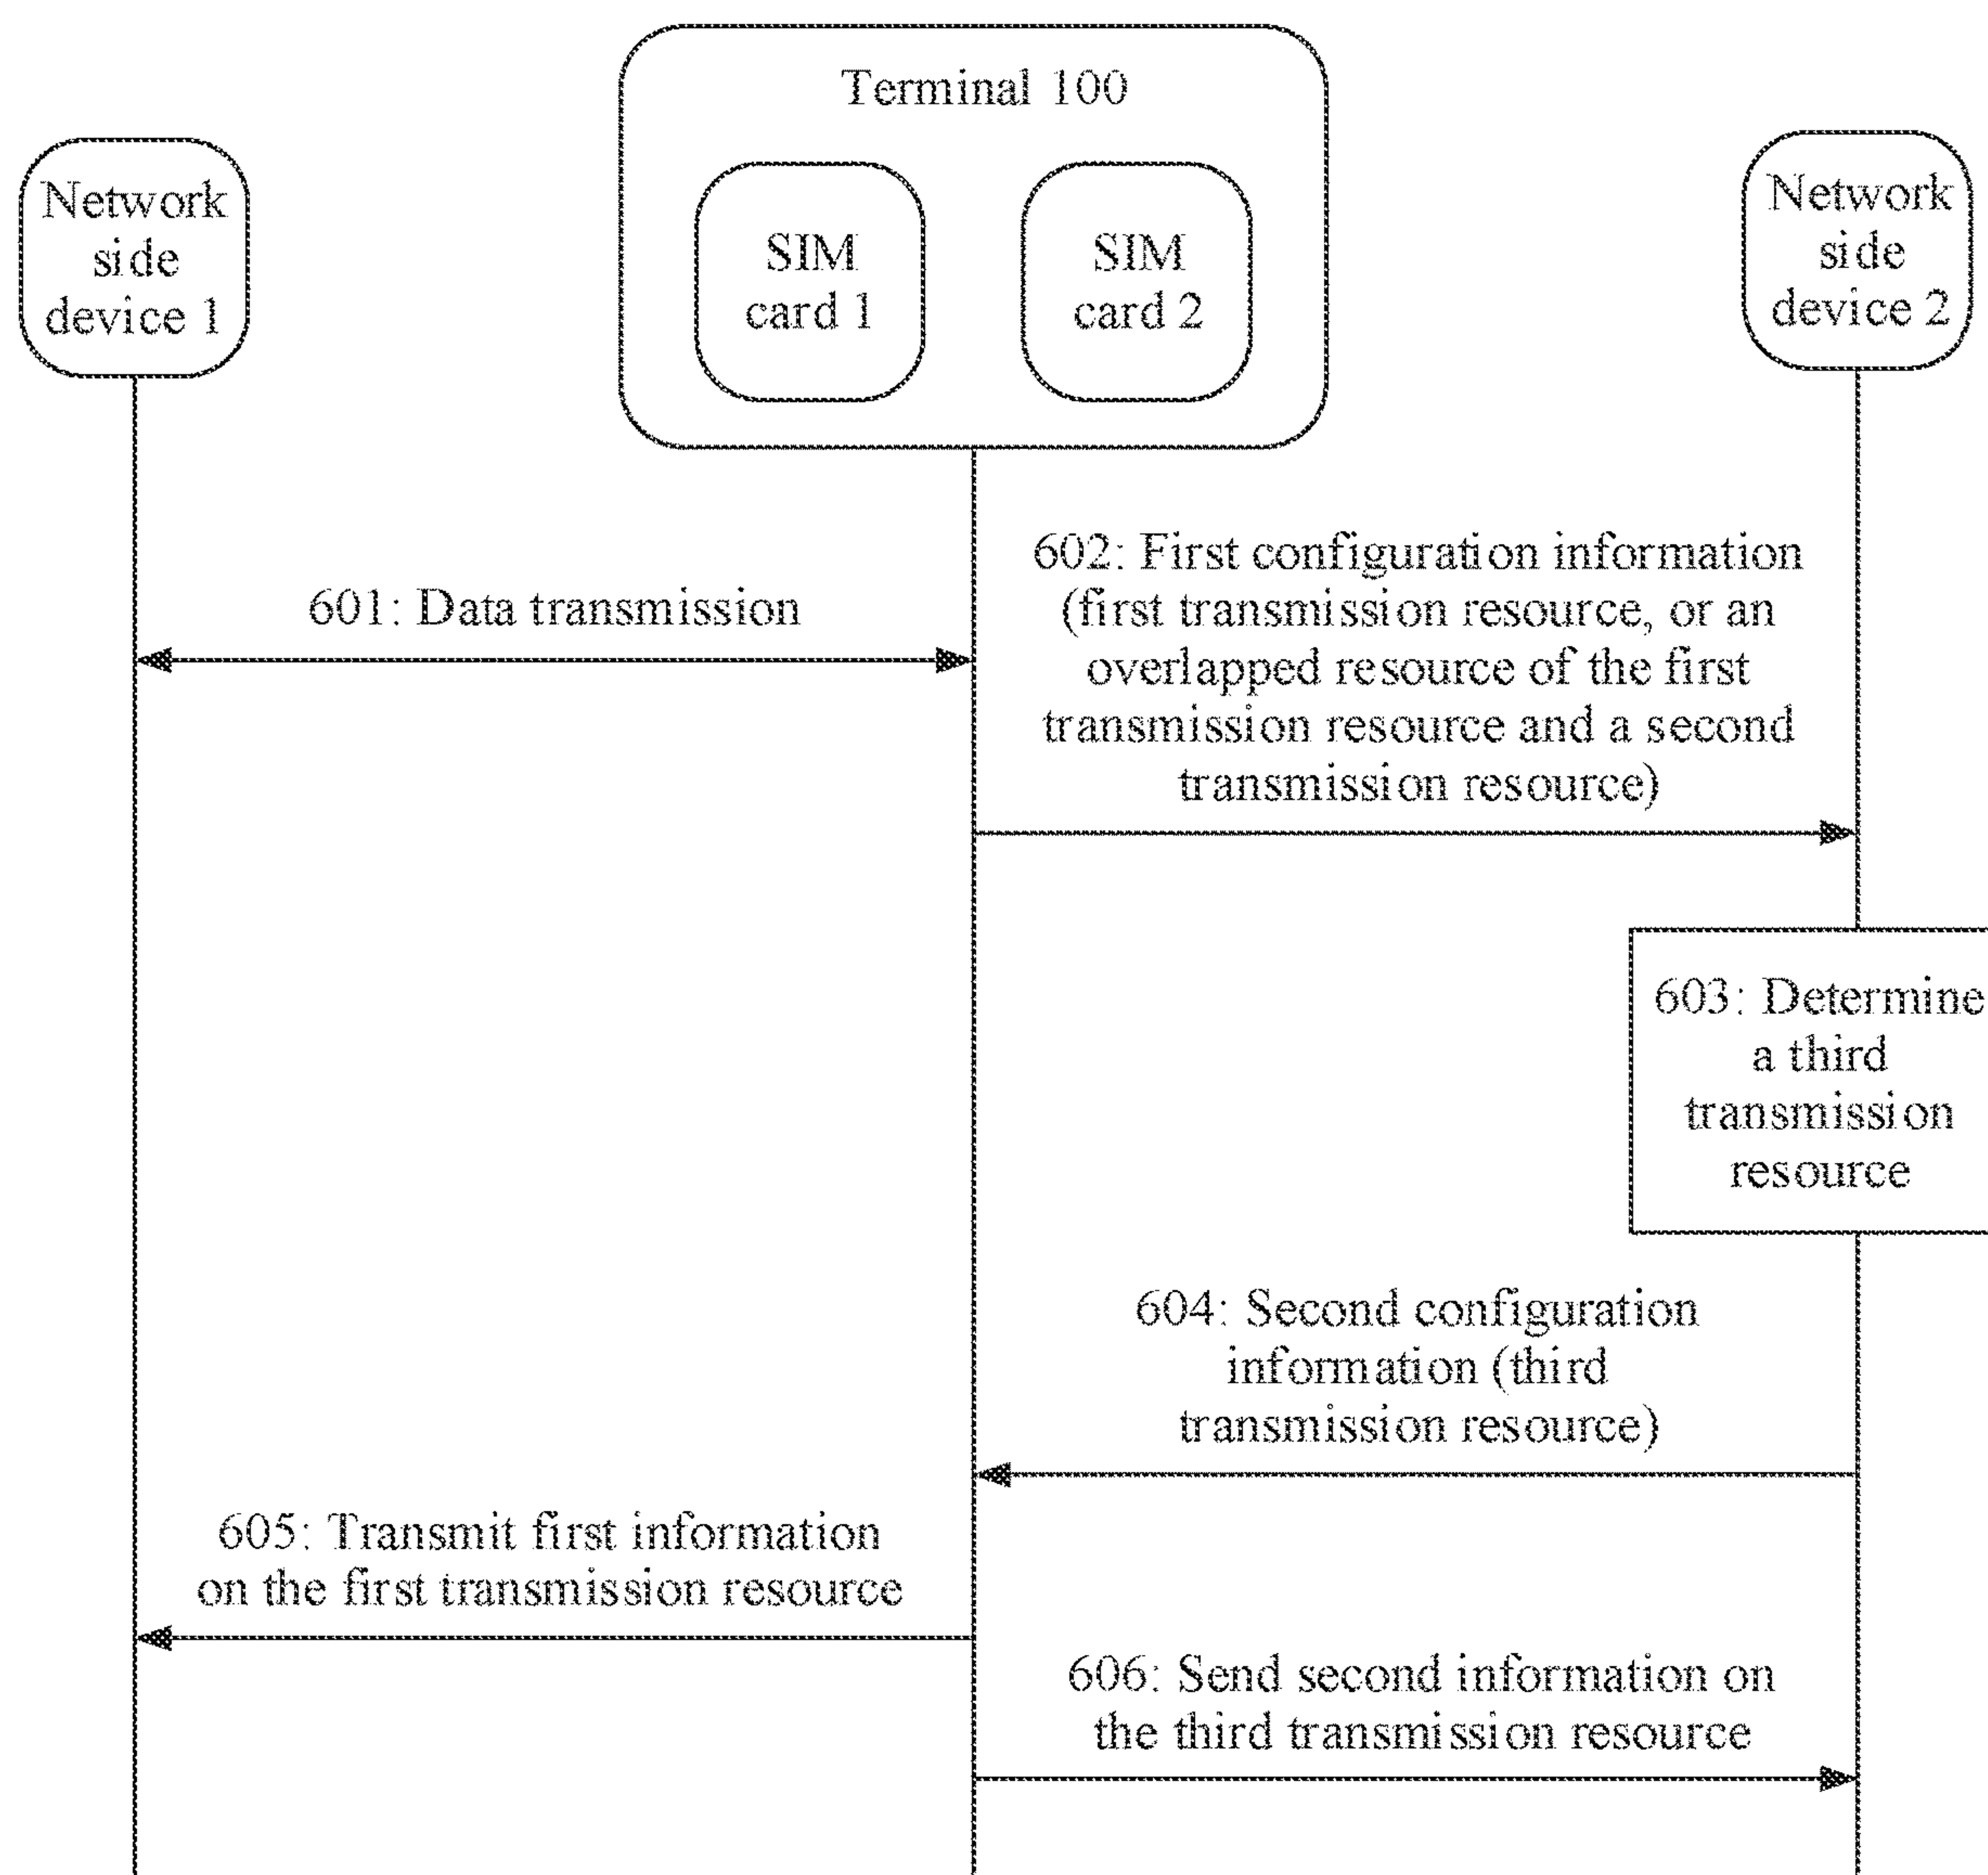 Terminal 100
Network
side
device 1
SIM
card 1
SIM
card 2
Network
side
device 2
601: Data transmission
602: First configuration information
(first transmission resource, or an
overlapped resource of the first
transmission resource and a second
transmission resource)
603: Determine
a third
transmission
resource
604: Second configuration
information (third
transmission resource)
605: Transmit first information
on the first transmission resource
606: Send second information on
the third transmission resource